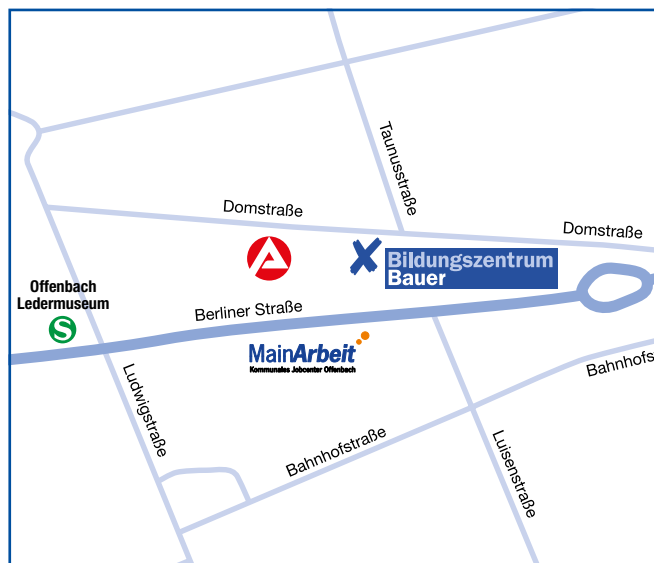 Taunusstraße
Domstraße
Domstraße
Bildungszentrum
Bauer
Offenbach
Ledermuseum
S
Berliner Straße
MainArbeit
Kommunales Jobcenter Offenbach
Ludwigstraße
Bahnhofstraße
Bahnhofs
Luisenstraße